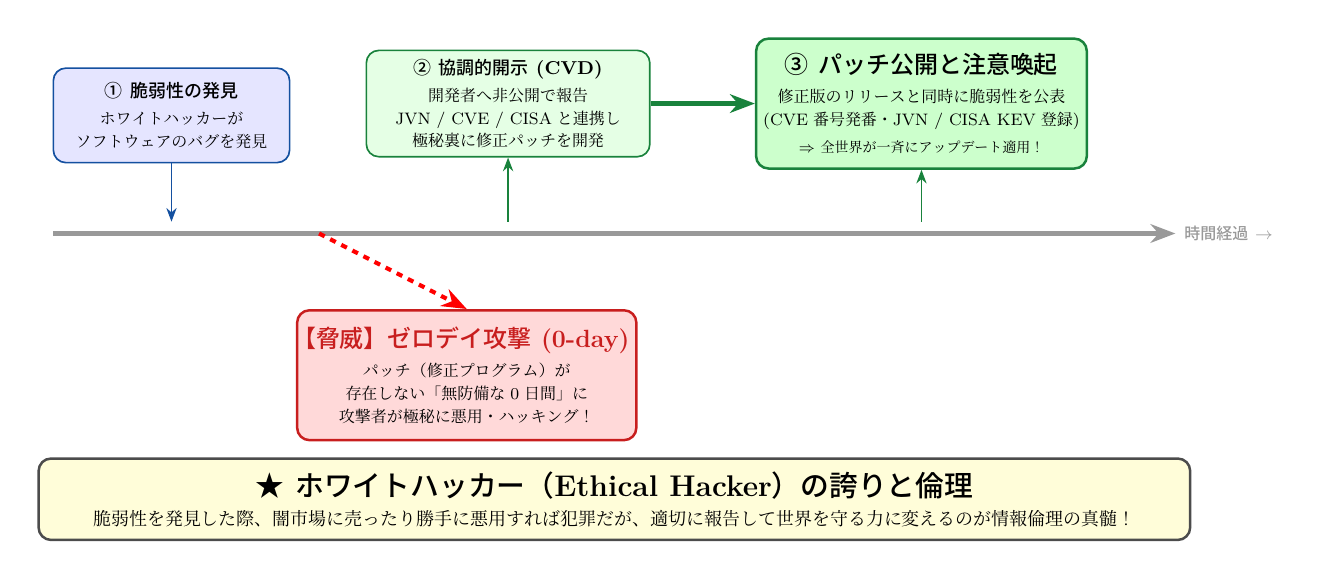 ① 脆弱性の発見
ホワイトハッカーが
ソフトウェアのバグを発見
② 協調的開示 (CVD)
開発者へ非公開で報告
JVN / CVE / CISA と連携し
極秘裏に修正パッチを開発
③ パッチ公開と注意喚起
修正版のリリースと同時に脆弱性を公表
(CVE 番号発番・JVN / CISA KEV 登録)
⇒ 全世界が一斉にアップデート適用！
時間経過 →
【脅威】ゼロデイ攻撃 (0-day)
パッチ（修正プログラム）が
存在しない「無防備な 0 日間」に
攻撃者が極秘に悪用・ハッキング！
★ ホワイトハッカー（Ethical Hacker）の誇りと倫理
脆弱性を発見した際、闇市場に売ったり勝手に悪用すれば犯罪だが、適切に報告して世界を守る力に変えるのが情報倫理の真髄！